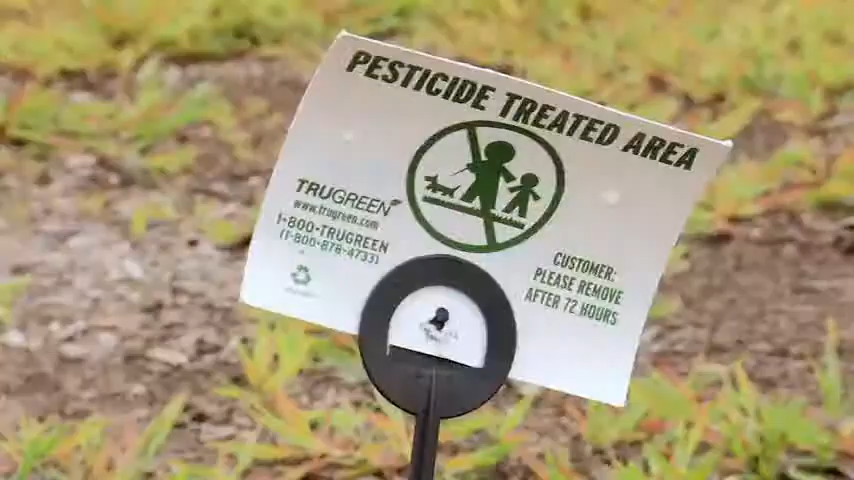 PESTICIDE TREATED AREA
TRUGREEN
www.trugreen.com
1-800-TRUGREEN
(1-800-878-4733)
CUSTOMER:
PLEASE REMOVE
AFTER 72 HOURS